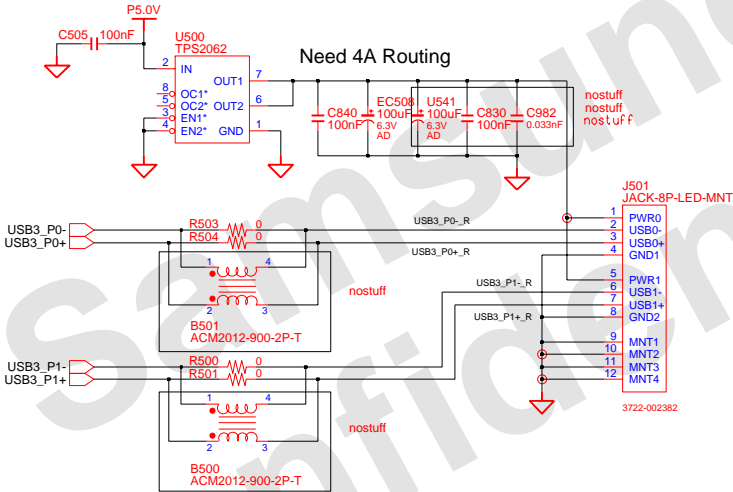 P5.0V
C505 100nF
U500
TPS2062
Need 4A Routing
2 IN
OUT1 7
8 OC1*
5 OC2*
OUT2 6
3 EN1*
4 EN2*
GND 1
C840
100nF
EC508
100uF
6.3V
AD
U541
100uF
6.3V
AD
C830
100nF
C982
0.033nF
nostuff
nostuff
nostuff
J501
JACK-8P-LED-MNT
1 PWR0
2 USB0-
3 USB0+
4 GND1
5 PWR1
6 USB1-
7 USB1+
8 GND2
9 MNT1
10 MNT2
11 MNT3
12 MNT4
3722-002382
USB3_P0-
USB3_P0+
R503 0
R504 0
USB3_P0-_R
USB3_P0+_R
1 4
2 3
nostuff
B501
ACM2012-900-2P-T
USB3_P1-_R
USB3_P1+_R
USB3_P1-
USB3_P1+
R500 0
R501 0
1 4
2 3
nostuff
B500
ACM2012-900-2P-T
Samsung
Confidential